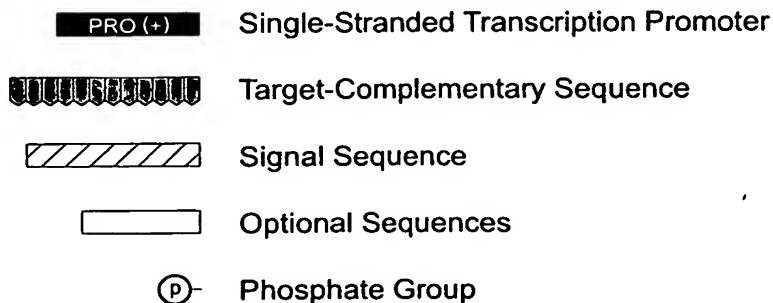 PRO (+) Single-Stranded Transcription Promoter
Target-Complementary Sequence
Signal Sequence
Optional Sequences
P Phosphate Group